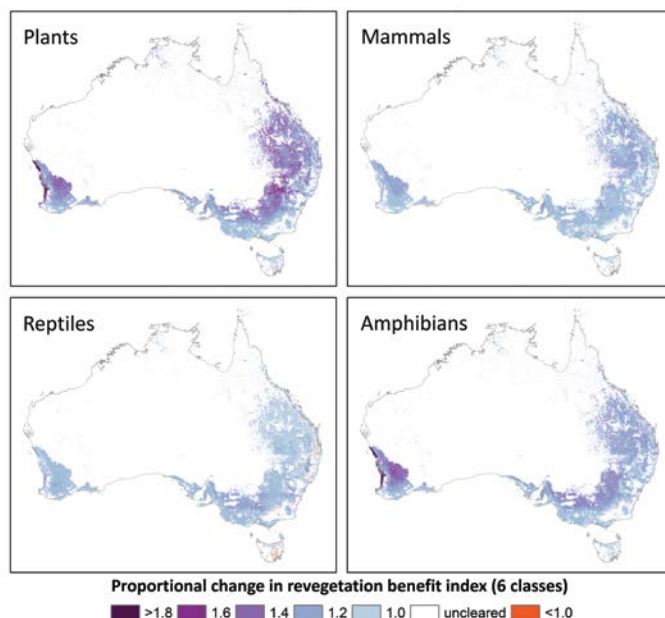 Plants
Mammals
Reptiles
Amphibians
Proportional change in revegetation benefit index (6 classes)
>1.8 1.6 1.4 1.2 1.0 uncleared <1.0